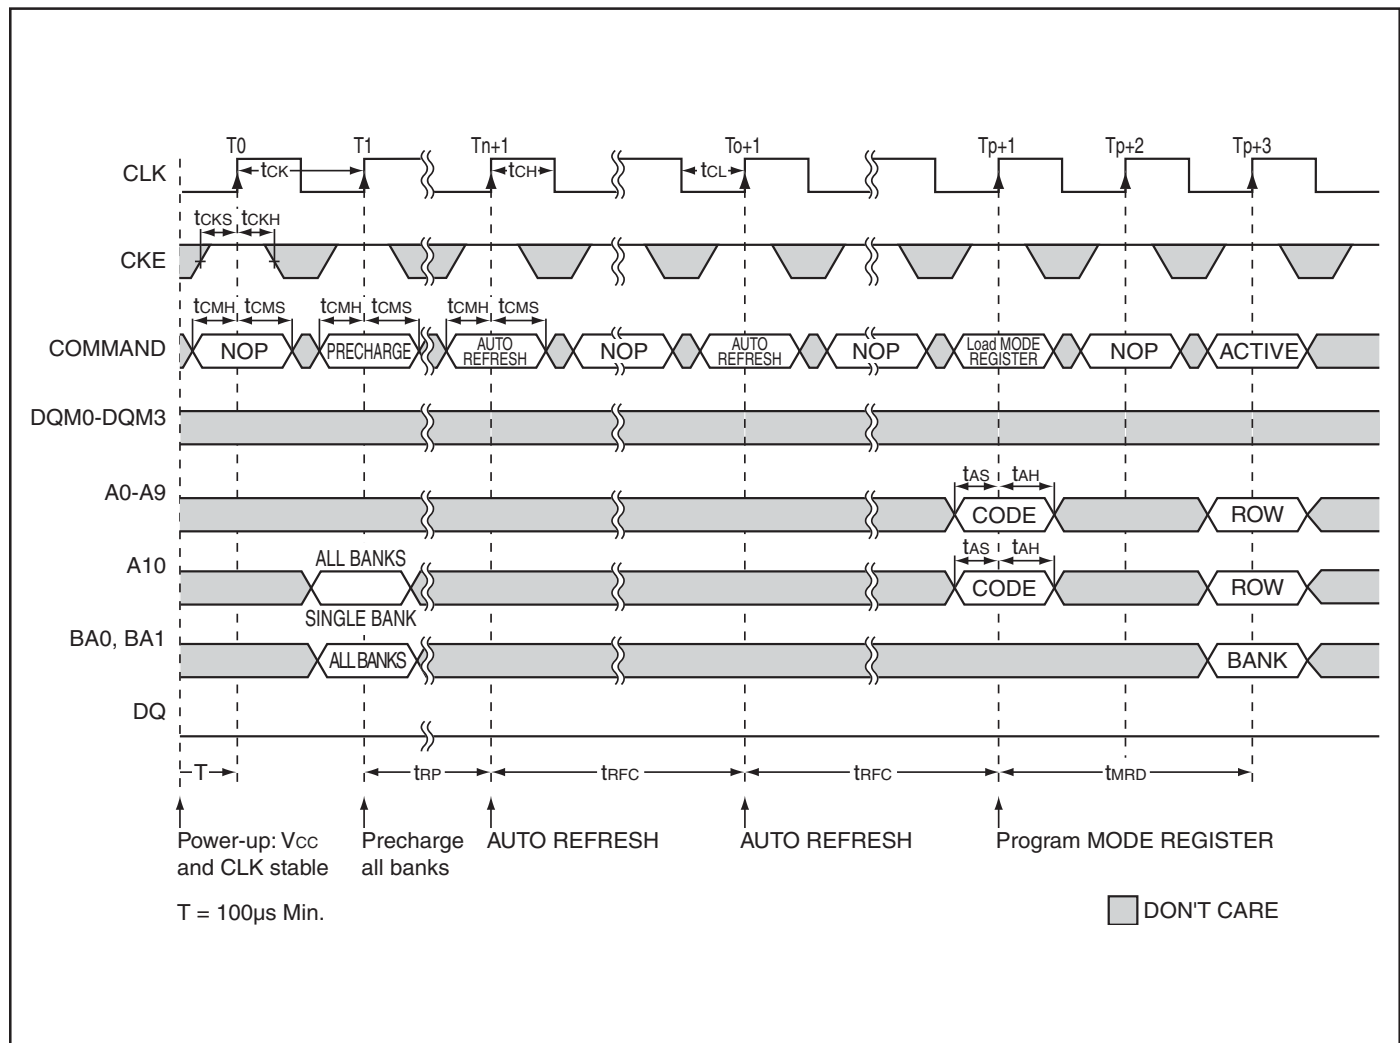 T0 T1 Tn+1 To+1 Tp+1 Tp+2 Tp+3
CLK tCK tCH tCL
tCKS tCKH
CKE
tCMH tCMS tCMH tCMS tCMH tCMS
COMMAND NOP PRECHARGE AUTO REFRESH NOP AUTO REFRESH NOP Load MODE REGISTER NOP ACTIVE
DQM0-DQM3
tAS tAH
A0-A9 CODE ROW
ALL BANKS tAS tAH
A10 CODE ROW
SINGLE BANK
BA0, BA1 ALL BANKS BANK
DQ
T tRP tRFC tRFC tMRD
Power-up: VCC
and CLK stable
Precharge
all banks
AUTO REFRESH
AUTO REFRESH
Program MODE REGISTER
T = 100µs Min.
DON'T CARE